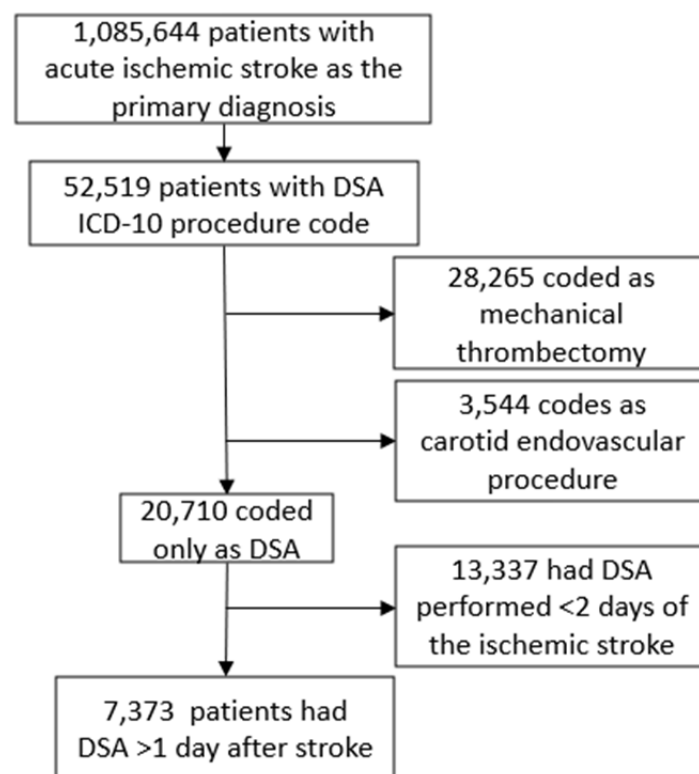 1,085,644 patients with
acute ischemic stroke as the
primary diagnosis
52,519 patients with DSA
ICD-10 procedure code
28,265 coded as
mechanical
thrombectomy
3,544 codes as
carotid endovascular
procedure
20,710 coded
only as DSA
13,337 had DSA
performed <2 days of
the ischemic stroke
7,373 patients had
DSA >1 day after stroke